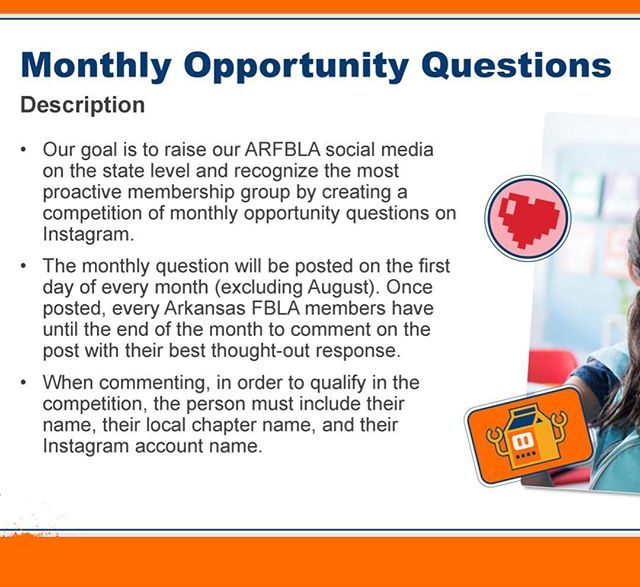 Monthly Opportunity Questions
Description
• Our goal is to raise our ARFBLA social media
on the state level and recognize the most
proactive membership group by creating a
competition of monthly opportunity questions on
Instagram.
• The monthly question will be posted on the first
day of every month (excluding August). Once
posted, every Arkansas FBLA members have
until the end of the month to comment on the
post with their best thought-out response.
• When commenting, in order to qualify in the
competition, the person must include their
name, their local chapter name, and their
Instagram account name.